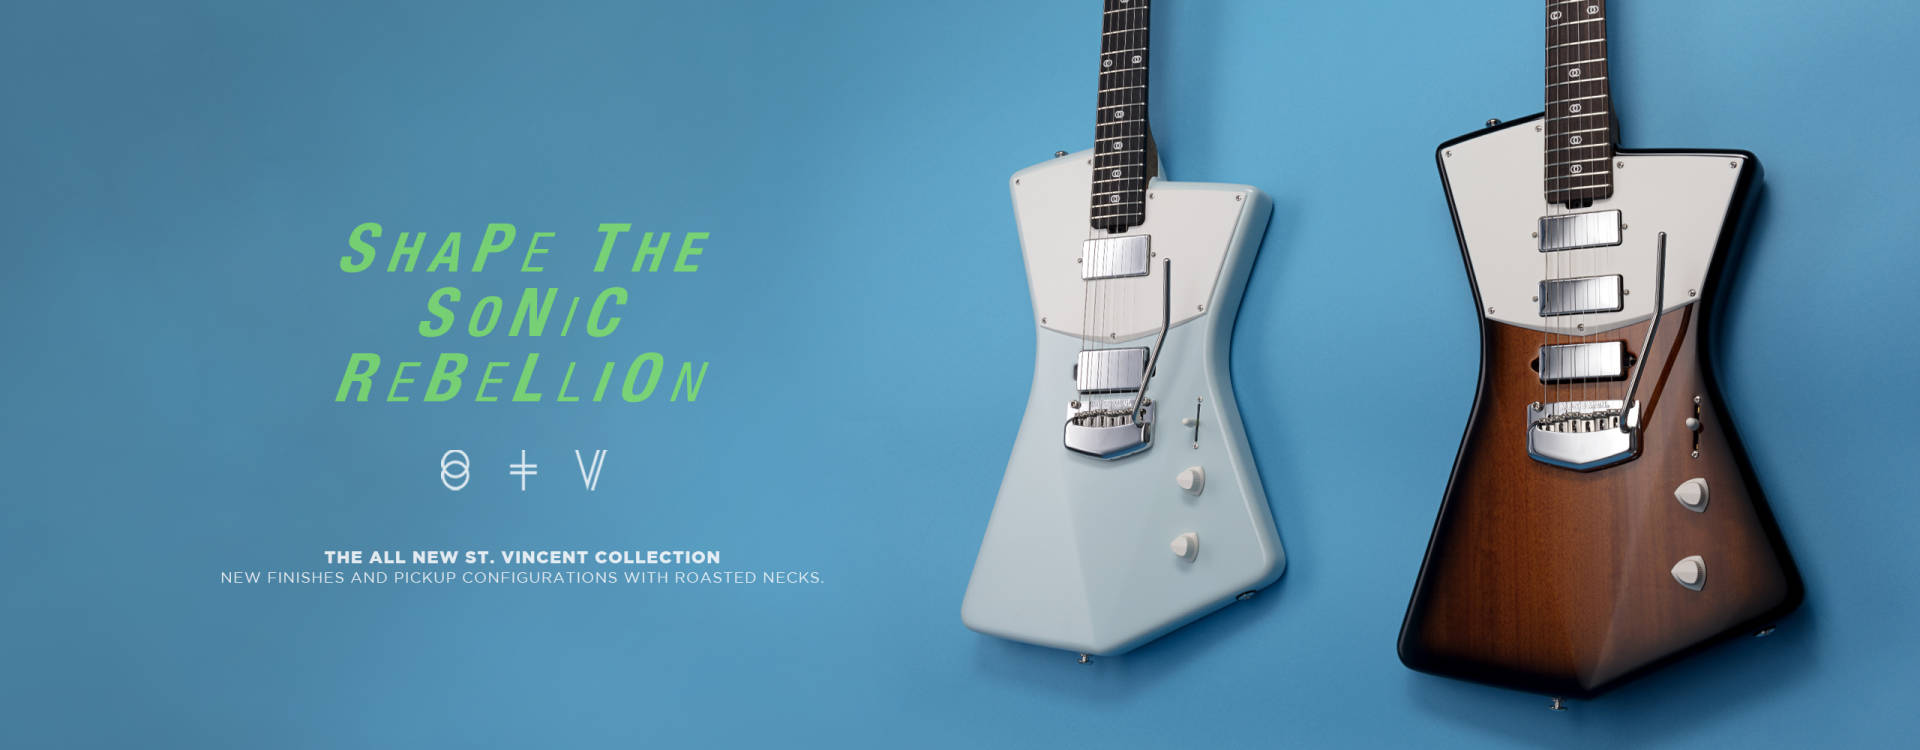 SHAPE THE
SONIC
REBELLION
THE ALL NEW ST. VINCENT COLLECTION
NEW FINISHES AND PICKUP CONFIGURATIONS WITH ROASTED NECKS.